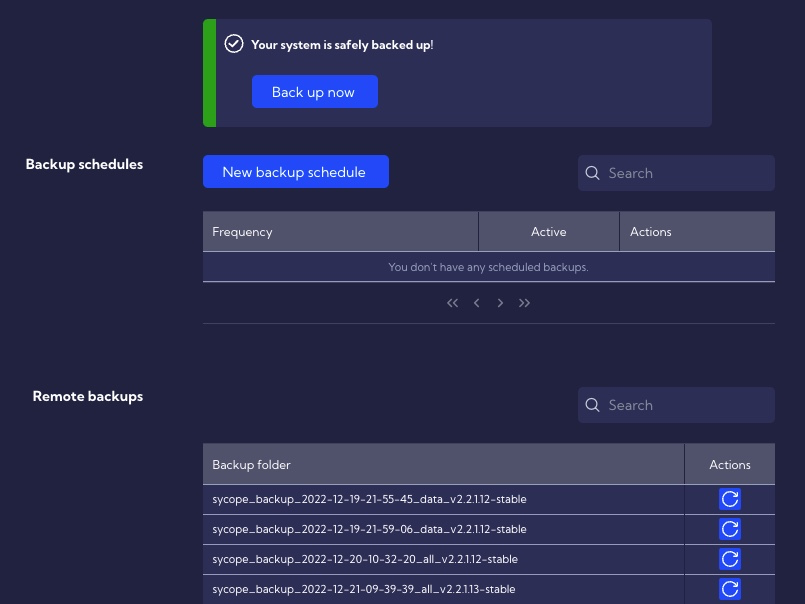 Your system is safely backed up!
Back up now
Backup schedules
New backup schedule
Search
Frequency Active Actions
You don't have any scheduled backups.
Remote backups
Search
Backup folder Actions
sycope_backup_2022-12-19-21-55-45_data_v2.2.1.12-stable
sycope_backup_2022-12-19-21-59-06_data_v2.2.1.12-stable
sycope_backup_2022-12-20-10-32-20_all_v2.2.1.12-stable
sycope_backup_2022-12-21-09-39-39_all_v2.2.1.13-stable